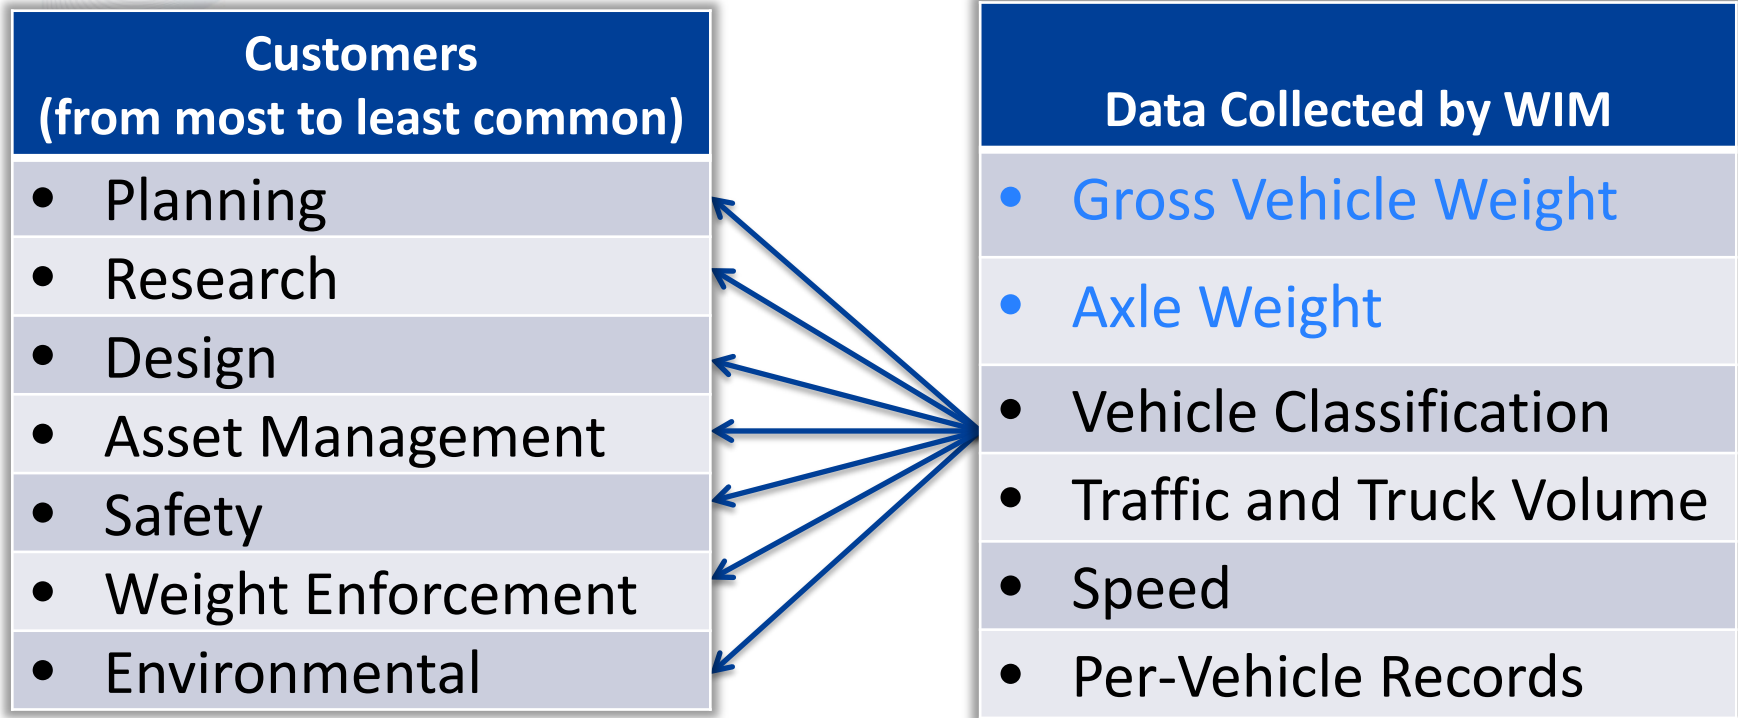 Customers
(from most to least common)
• Planning
• Research
• Design
• Asset Management
• Safety
• Weight Enforcement
• Environmental
Data Collected by WIM
• Gross Vehicle Weight
• Axle Weight
• Vehicle Classification
• Traffic and Truck Volume
• Speed
• Per-Vehicle Records